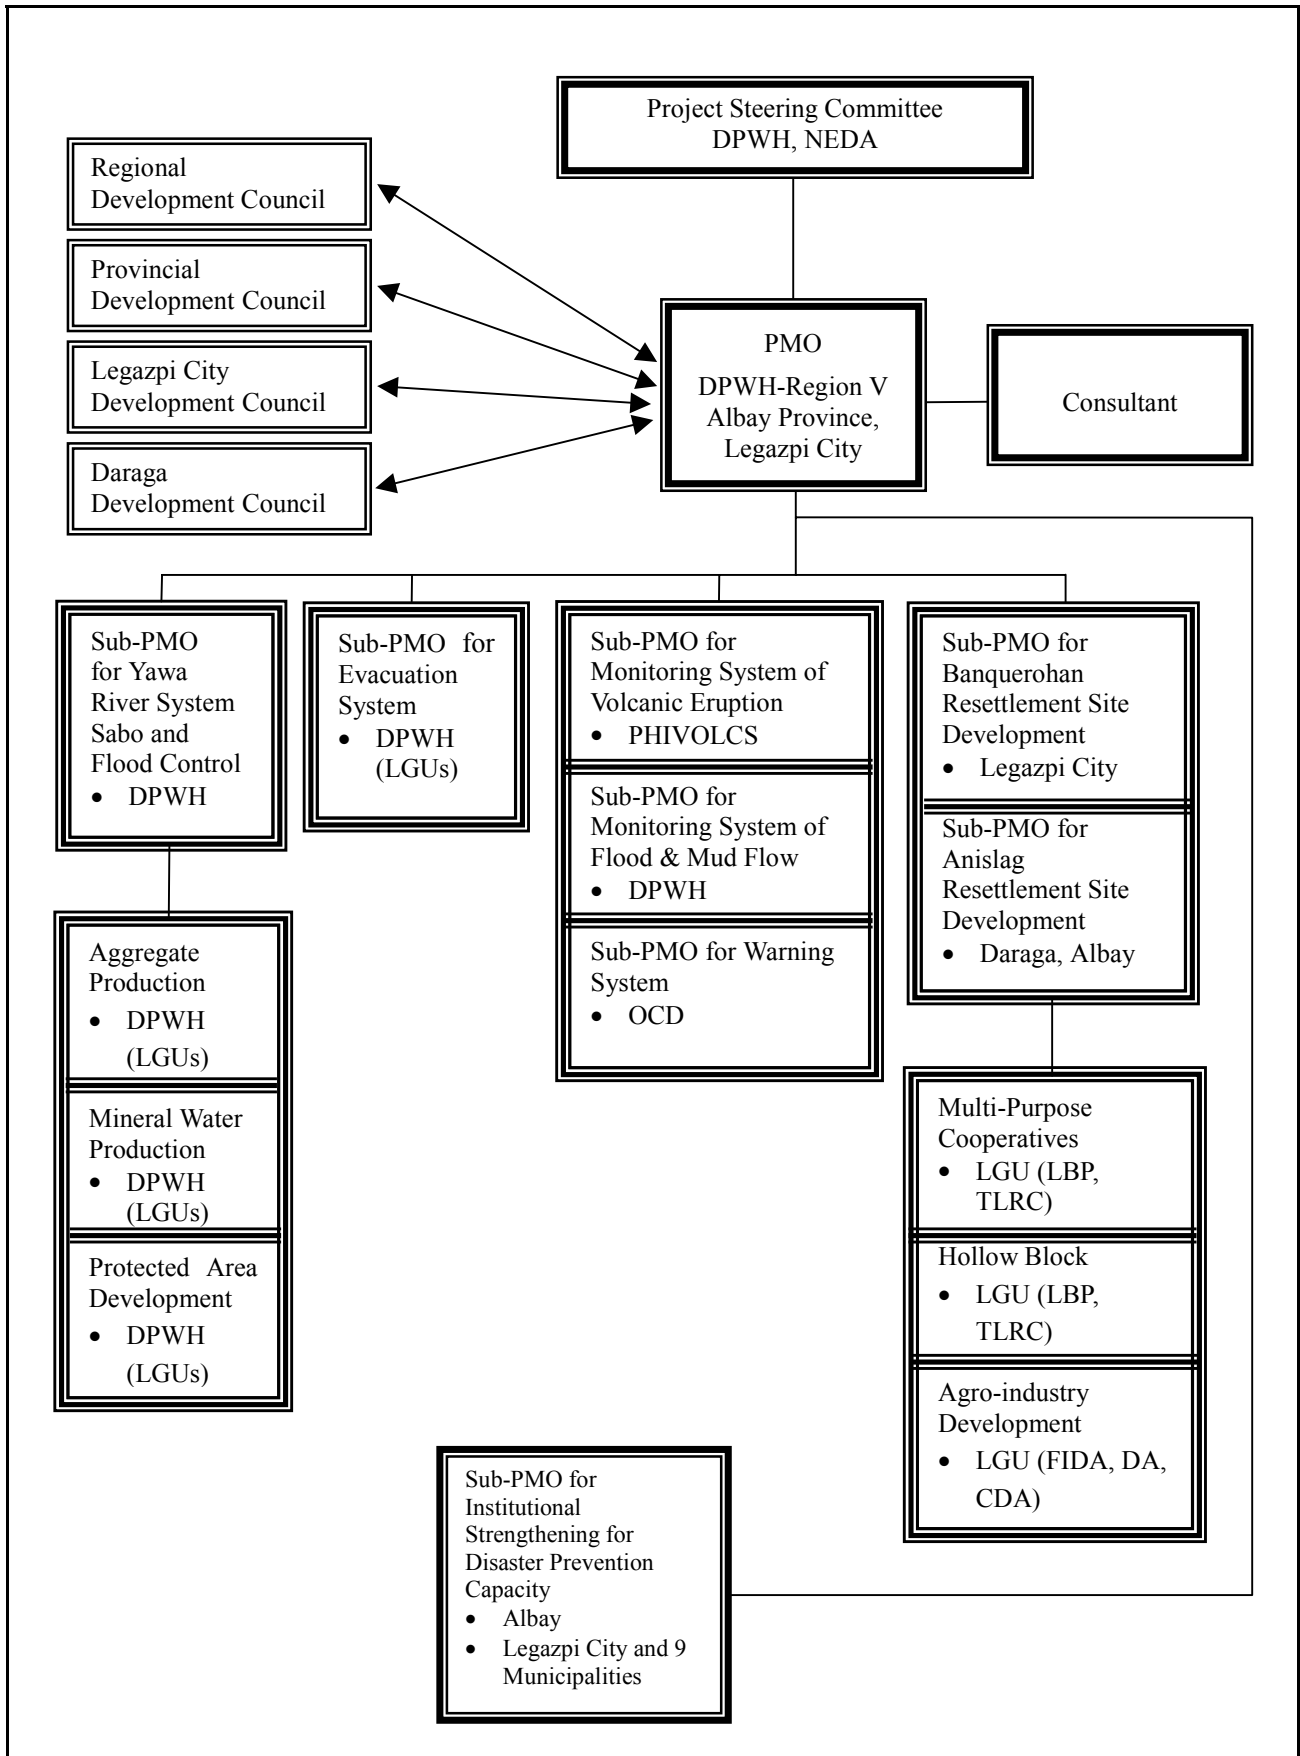 Project Steering Committee
DPWH, NEDA
Regional
Development Council
Provincial
Development Council
Legazpi City
Development Council
Daraga
Development Council
PMO
DPWH-Region V
Albay Province,
Legazpi City
Consultant
Sub-PMO
for Yawa
River System
Sabo and
Flood Control
• DPWH
Sub-PMO for
Evacuation
System
• DPWH
(LGUs)
Sub-PMO for
Monitoring System of
Volcanic Eruption
• PHIVOLCS
Sub-PMO for
Monitoring System of
Flood & Mud Flow
• DPWH
Sub-PMO for Warning
System
• OCD
Sub-PMO for
Banquerohan
Resettlement Site
Development
• Legazpi City
Sub-PMO for
Anislag
Resettlement Site
Development
• Daraga, Albay
Aggregate
Production
• DPWH
(LGUs)
Mineral Water
Production
• DPWH
(LGUs)
Protected Area
Development
• DPWH
(LGUs)
Multi-Purpose
Cooperatives
• LGU (LBP,
TLRC)
Hollow Block
• LGU (LBP,
TLRC)
Agro-industry
Development
• LGU (FIDA, DA,
CDA)
Sub-PMO for
Institutional
Strengthening for
Disaster Prevention
Capacity
• Albay
• Legazpi City and 9
Municipalities